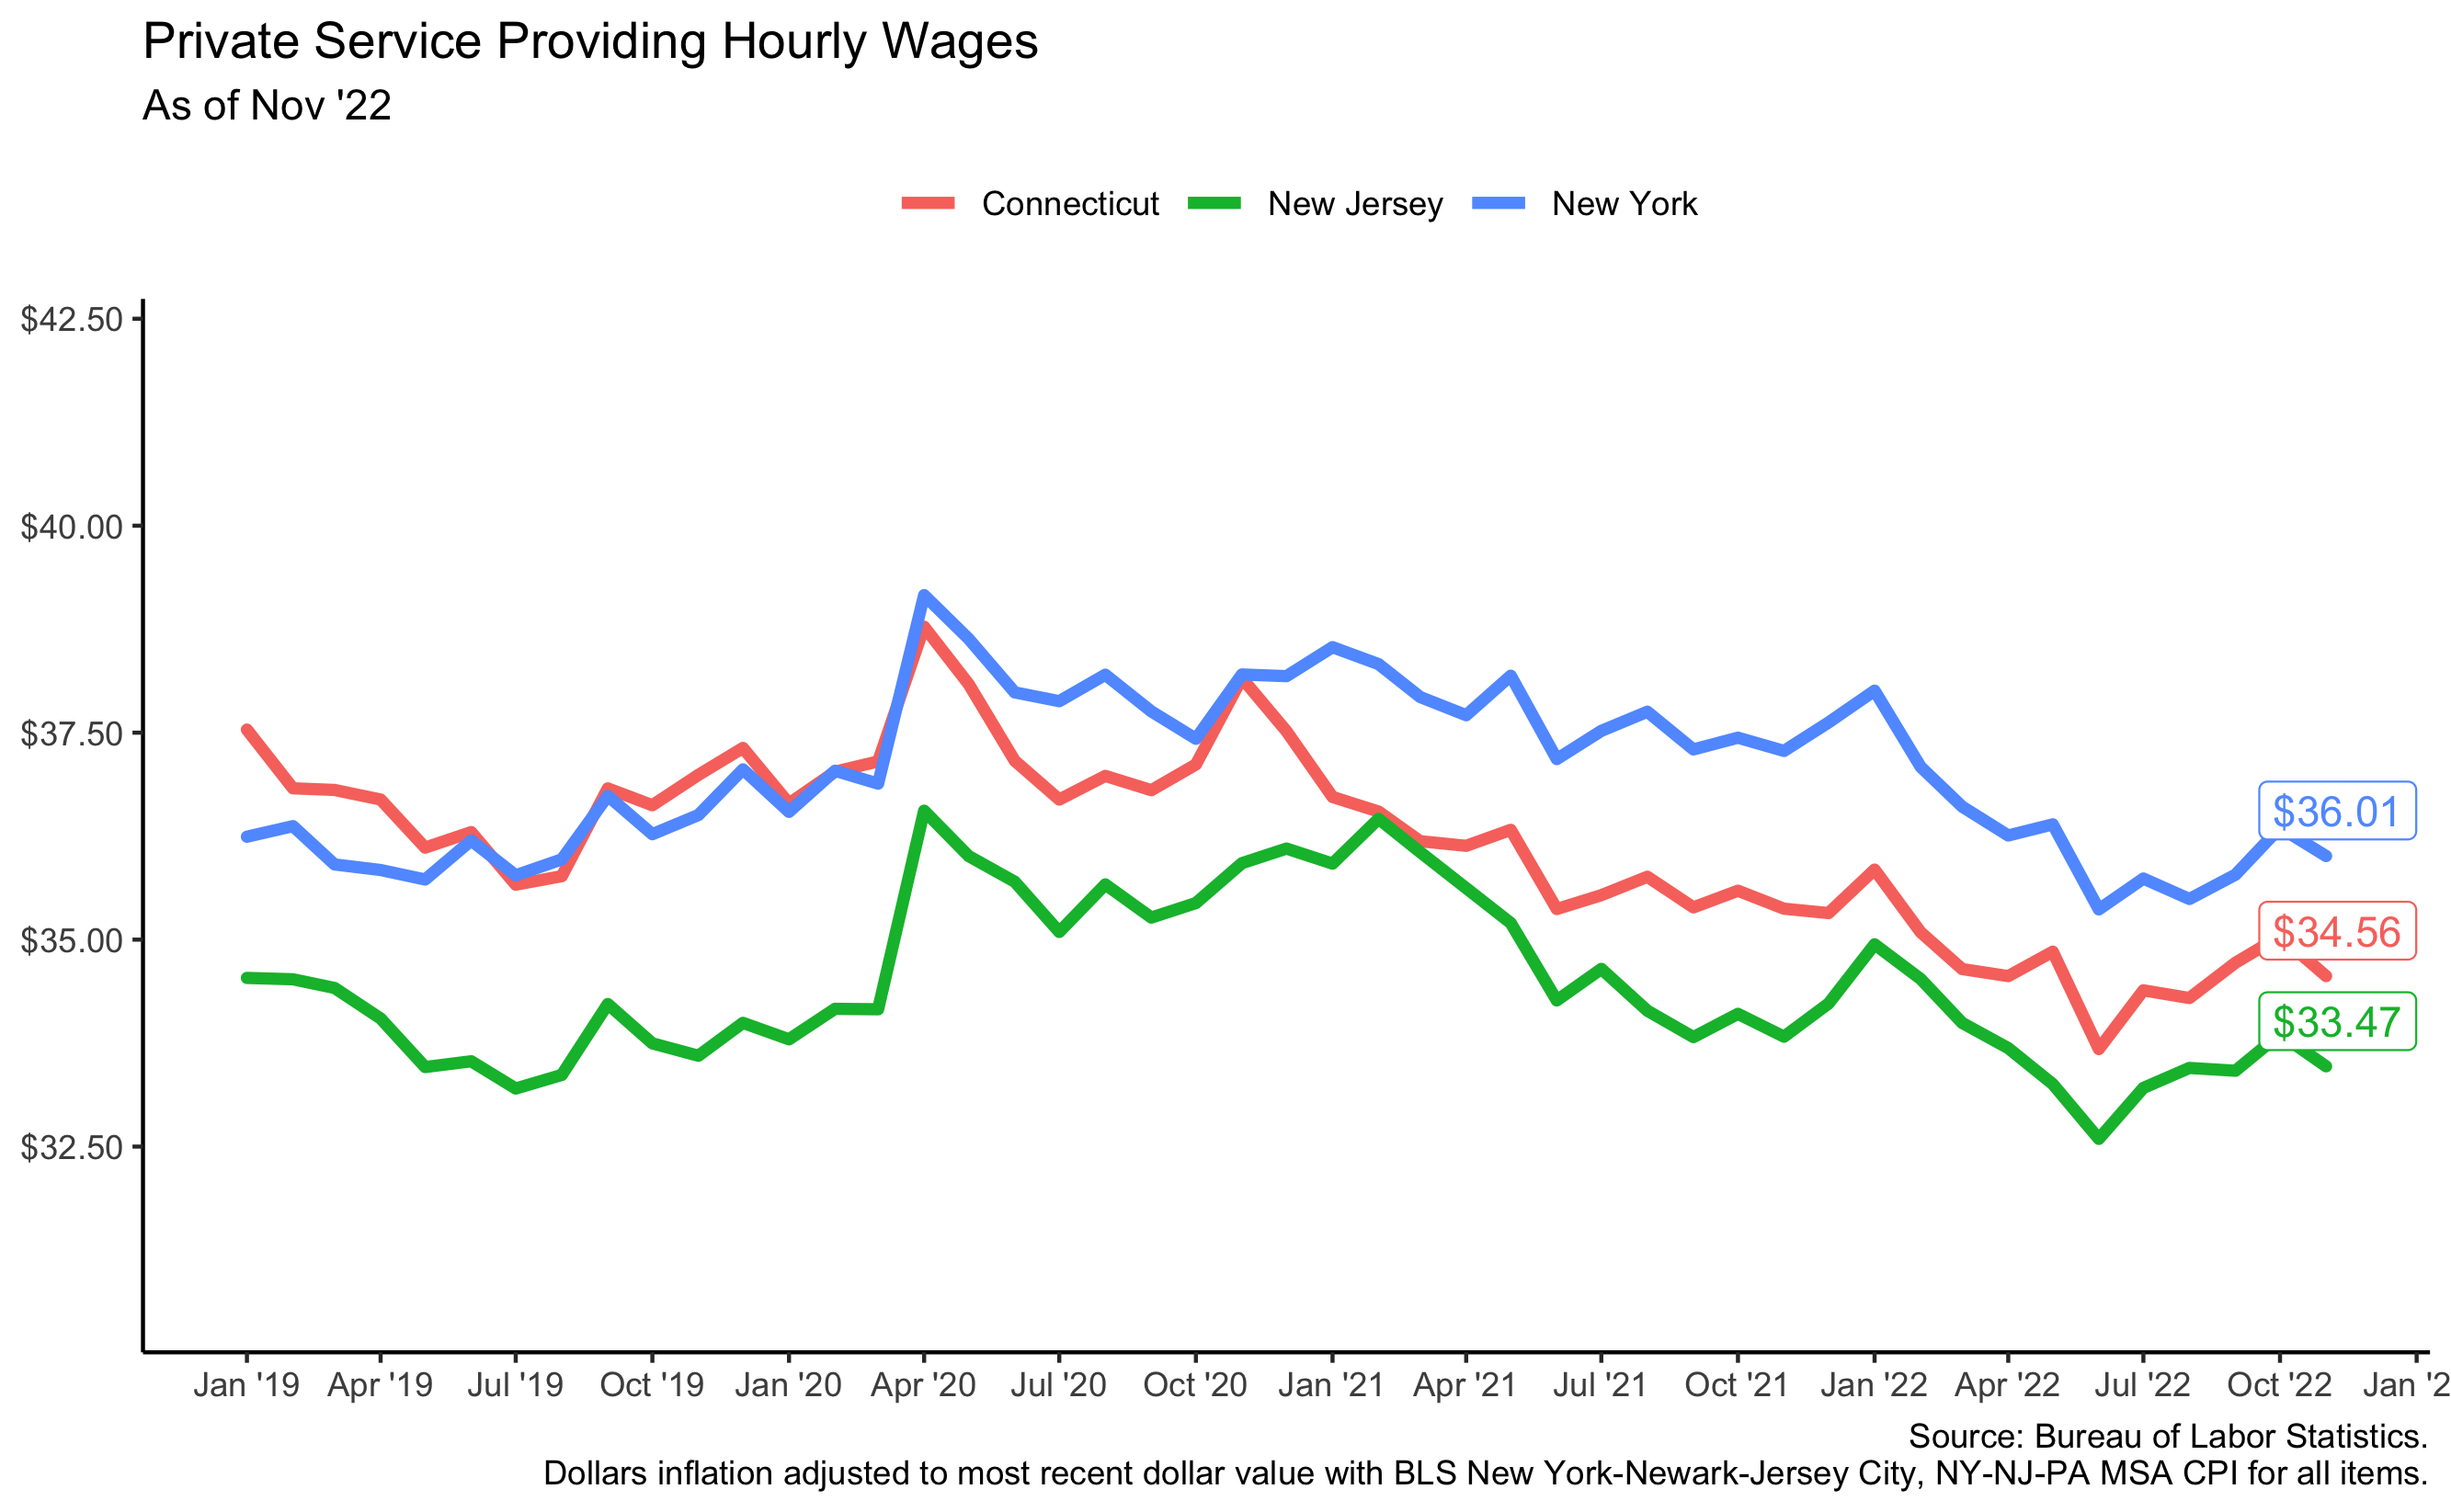 Private Service Providing Hourly Wages
As of Nov '22
Connecticut New Jersey New York
$42.50
$40.00
$37.50
$36.01
$35.00
$34.56
$33.47
$32.50
Jan '19 Apr '19 Jul '19 Oct '19 Jan '20 Apr '20 Jul '20 Oct '20 Jan '21 Apr '21 Jul '21 Oct '21 Jan '22 Apr '22 Jul '22 Oct '22 Jan '2
Source: Bureau of Labor Statistics.
Dollars inflation adjusted to most recent dollar value with BLS New York-Newark-Jersey City, NY-NJ-PA MSA CPI for all items.